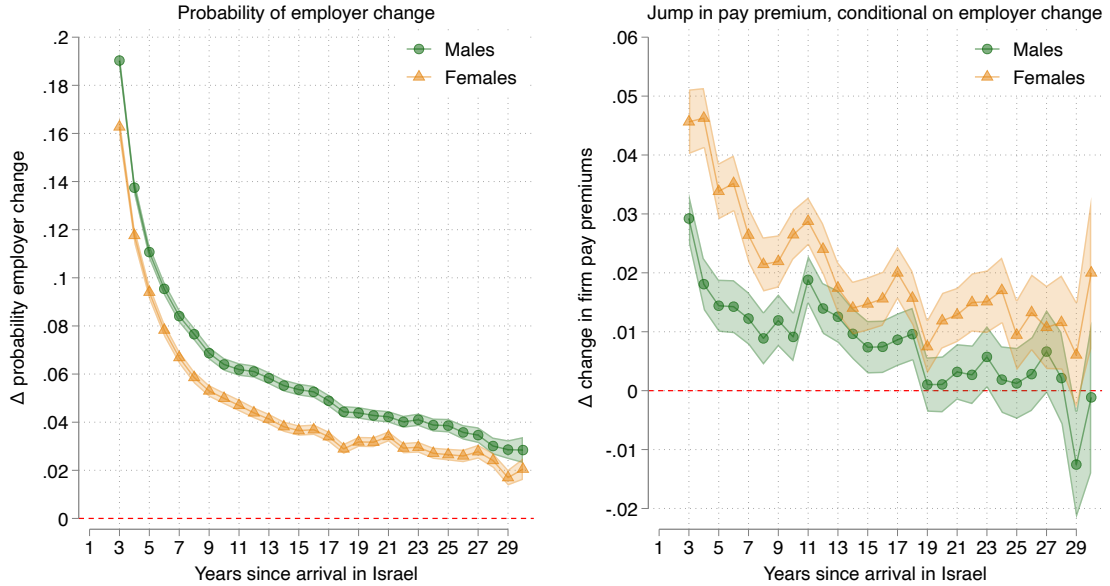 Probability of employer change
Δ probability employer change
.2
.18
.16
.14
.12
.1
.08
.06
.04
.02
0
Males
Females
1 3 5 7 9 11 13 15 17 19 21 23 25 27 29
Years since arrival in Israel
Jump in pay premium, conditional on employer change
Δ change in firm pay premiums
.06
.05
.04
.03
.02
.01
0
-.01
-.02
Males
Females
1 3 5 7 9 11 13 15 17 19 21 23 25 27 29
Years since arrival in Israel